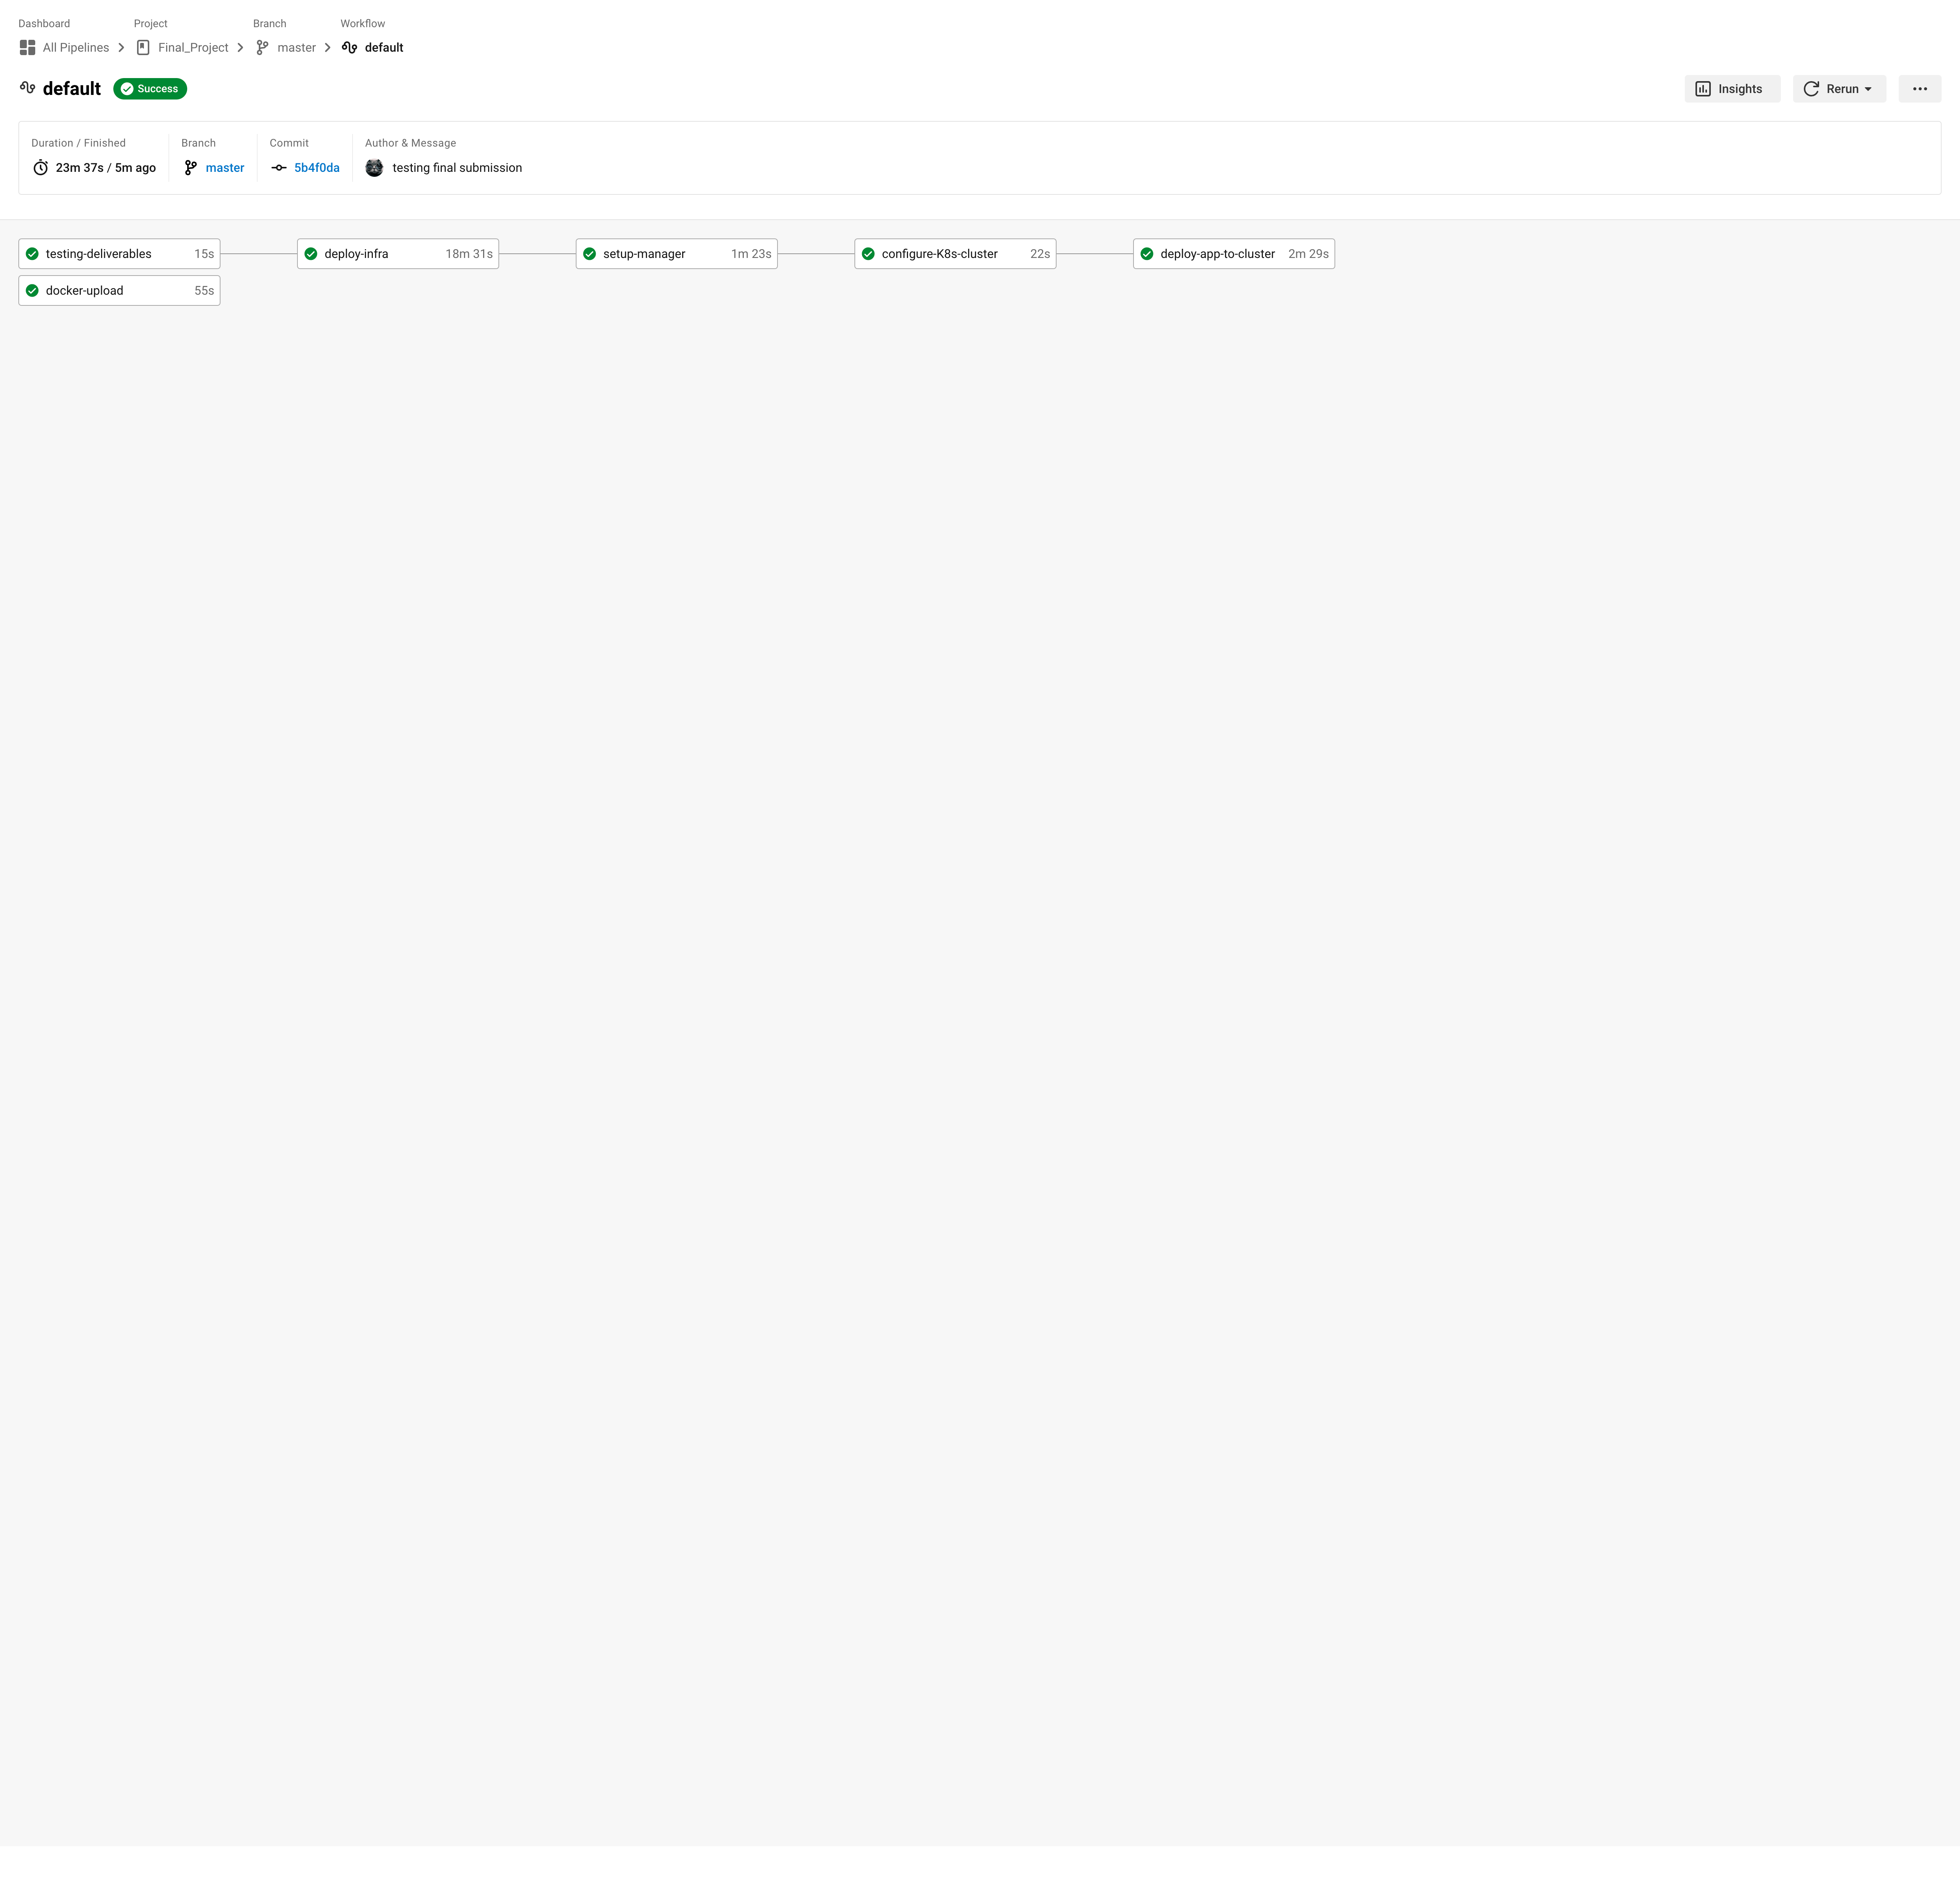 Dashboard Project Branch Workflow
All Pipelines Final_Project master default
default Success Insights Rerun
Duration / Finished Branch Commit Author & Message
23m 37s / 5m ago master 5b4f0da testing final submission
testing-deliverables 15s deploy-infra 18m 31s setup-manager 1m 23s configure-K8s-cluster 22s deploy-app-to-cluster 2m 29s
docker-upload 55s